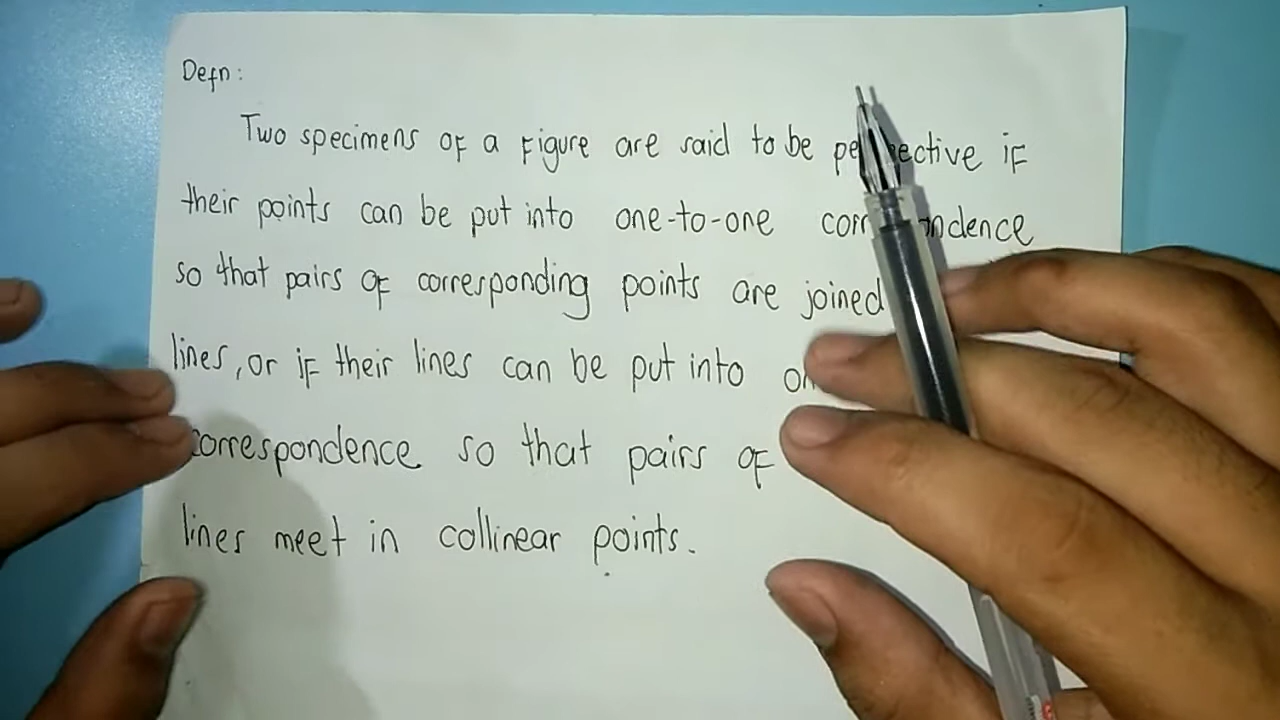 Defn:
Two specimens of a figure are said to be perspective if
their points can be put into one-to-one correspondence
so that pairs of corresponding points are joined
lines, or if their lines can be put into
correspondence so that pairs of
lines meet in collinear points.